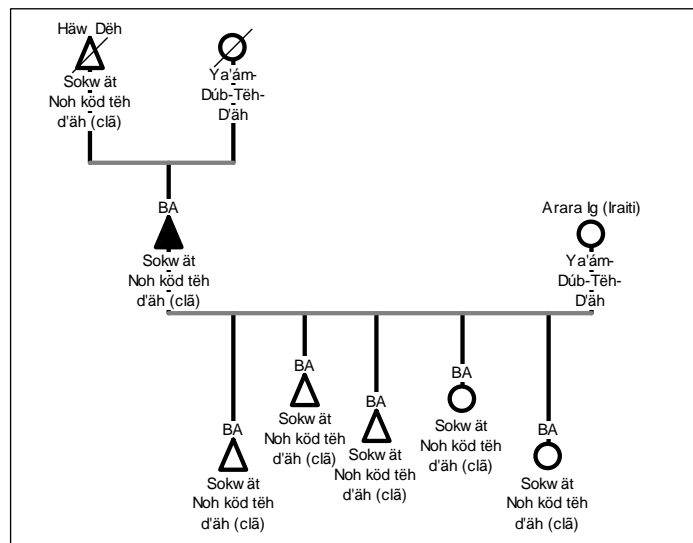 Häw Dëh
Sokw ät
Noh köd tëh
d'äh (clã)
Ya'ám-
Dúb-Tëh-
D'äh
BA
Sokw ät
Noh köd tëh
d'äh (clã)
Arara Ig (Iraiti)
Ya'ám-
Dúb-Tëh-
D'äh
BA
Sokw ät
Noh köd tëh
d'äh (clã)
BA
Sokw ät
Noh köd tëh
d'äh (clã)
BA
Sokw ät
Noh köd tëh
d'äh (clã)
BA
Sokw ät
Noh köd tëh
d'äh (clã)
BA
Sokw ät
Noh köd tëh
d'äh (clã)